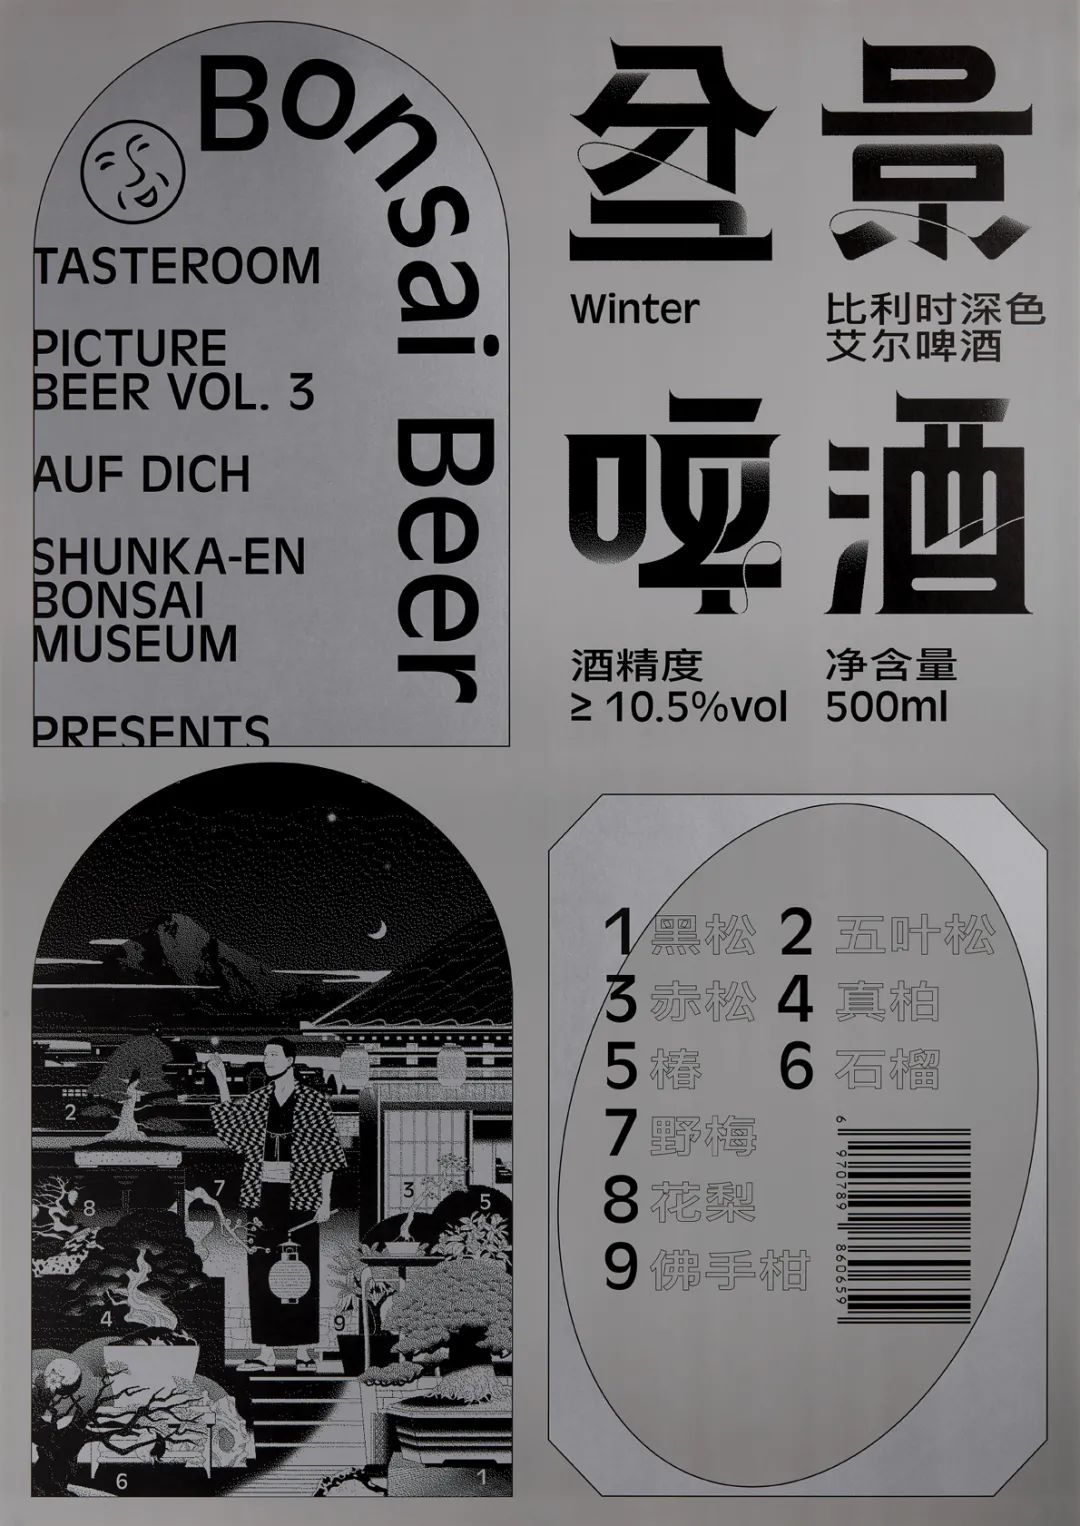 Bonsai Beer
TASTEROOM
PICTURE
BEER VOL. 3
AUF DICH
SHUNKA-EN
BONSAI
MUSEUM
PRESENTS
盆景
Winter
比利时深色
艾尔啤酒
啤酒
酒精度
≥ 10.5%vol
净含量
500ml
2
8
7
3
5
4
9
6
1
1 黑松 2 五叶松
3 赤松 4 真柏
5 椿 6 石榴
7 野梅
8 花梨
9 佛手柑
6 970789 860659